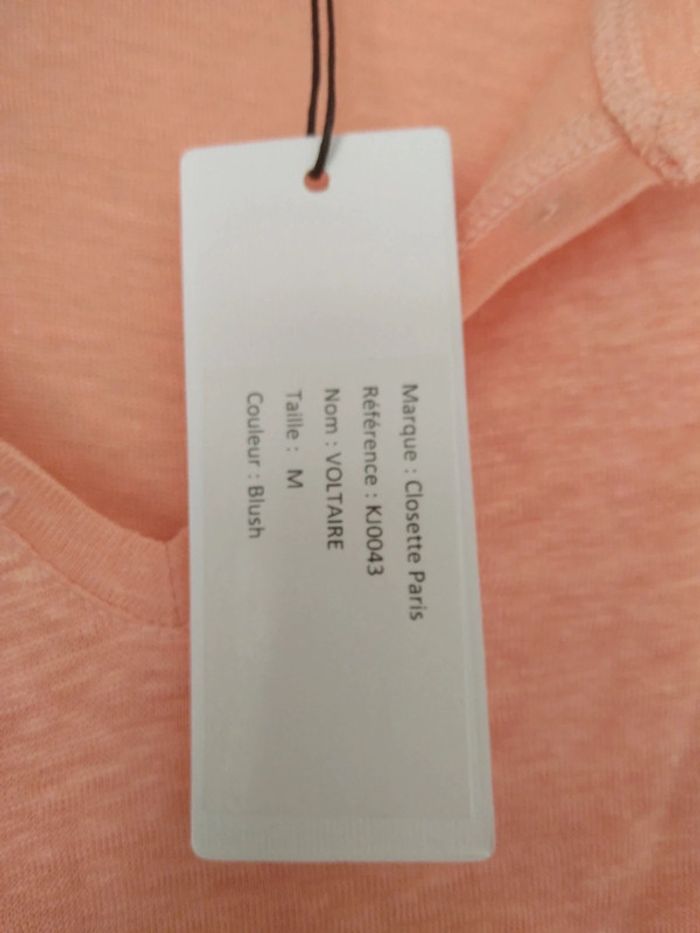 Marque : Closette Paris
Référence : KJ0043
Nom : VOLTAIRE
Taille : M
Couleur : Blush